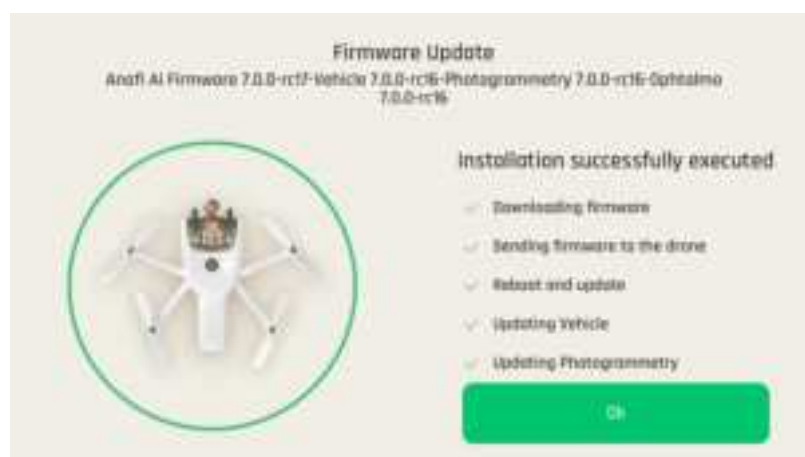 Firmware Update
Anafi Ai Firmware 7.0.0-rc17-Vehicle 7.0.0-rc16-Photogrammetry 7.0.0-rc16-Ophtalmo
7.0.0-rc16
Installation successfully executed
Downloading firmware
Sending firmware to the drone
Reboot and update
Updating Vehicle
Updating Photogrammetry
Ok